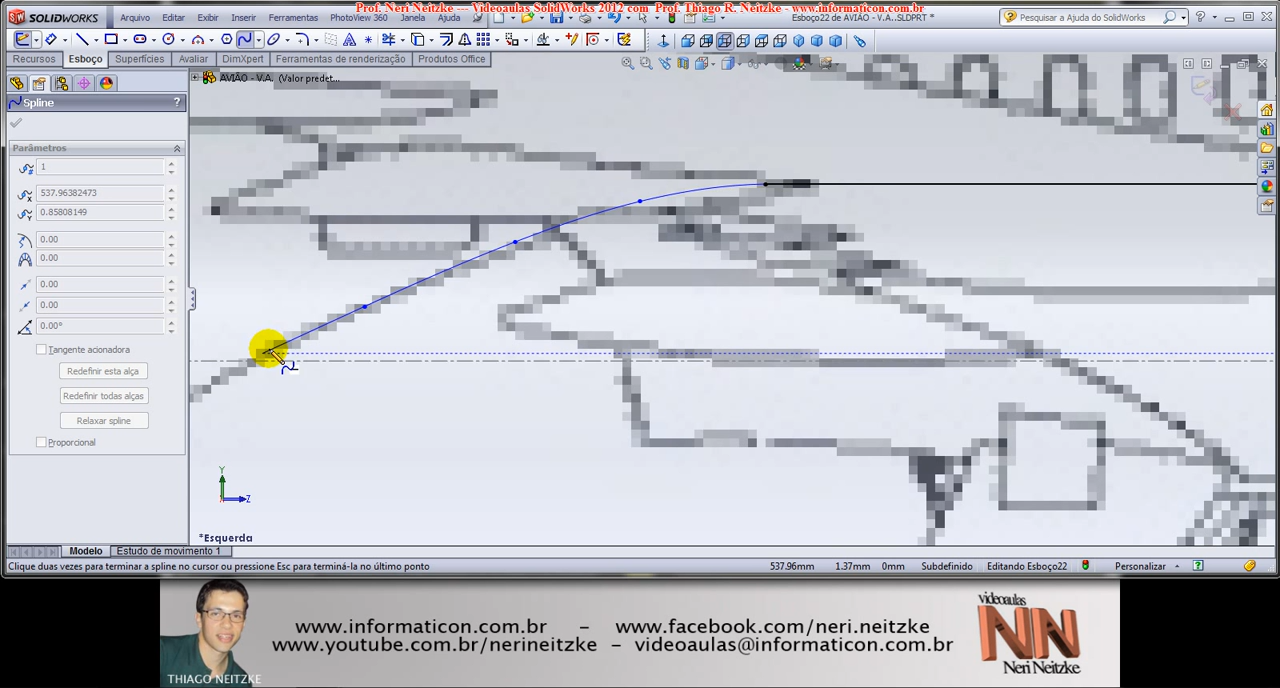 Prof. Neri Neitzke --- Videoaulas SolidWorks 2012 com Prof. Thiago R. Neitzke - www.informaticon.com.br
SOLIDWORKS
Arquivo Editar Exibir Inserir Ferramentas PhotoView 360 Toolbox Janela Ajuda
Esboço22 de AVIÃO - V.A..SLDPRT *
Pesquisar a Ajuda do SolidWorks
Recursos Esboço Superfícies Avaliar DimXpert Ferramentas de renderização Produtos Office
AVIÃO - V.A. (Valor predet...
Spline ?
Parâmetros
1
537.96382473
0.85808149
0.00
0.00
0.00
0.00
0.00°
Tangente acionadora
Redefinir esta alça
Redefinir todas alças
Relaxar spline
Proporcional
Y
Z
*Esquerda
Modelo Estudo de movimento 1
Clique duas vezes para terminar a spline no cursor ou pressione Esc para terminá-la no último ponto
537.96mm 1.37mm 0mm Subdefinido Editando Esboço22 Personalizar
www.informaticon.com.br - www.facebook.com/neri.neitzke
www.youtube.com.br/nerineitzke - videoaulas@informaticon.com.br
THIAGO NEITZKE
videoaulas
NN
Neri Neitzke